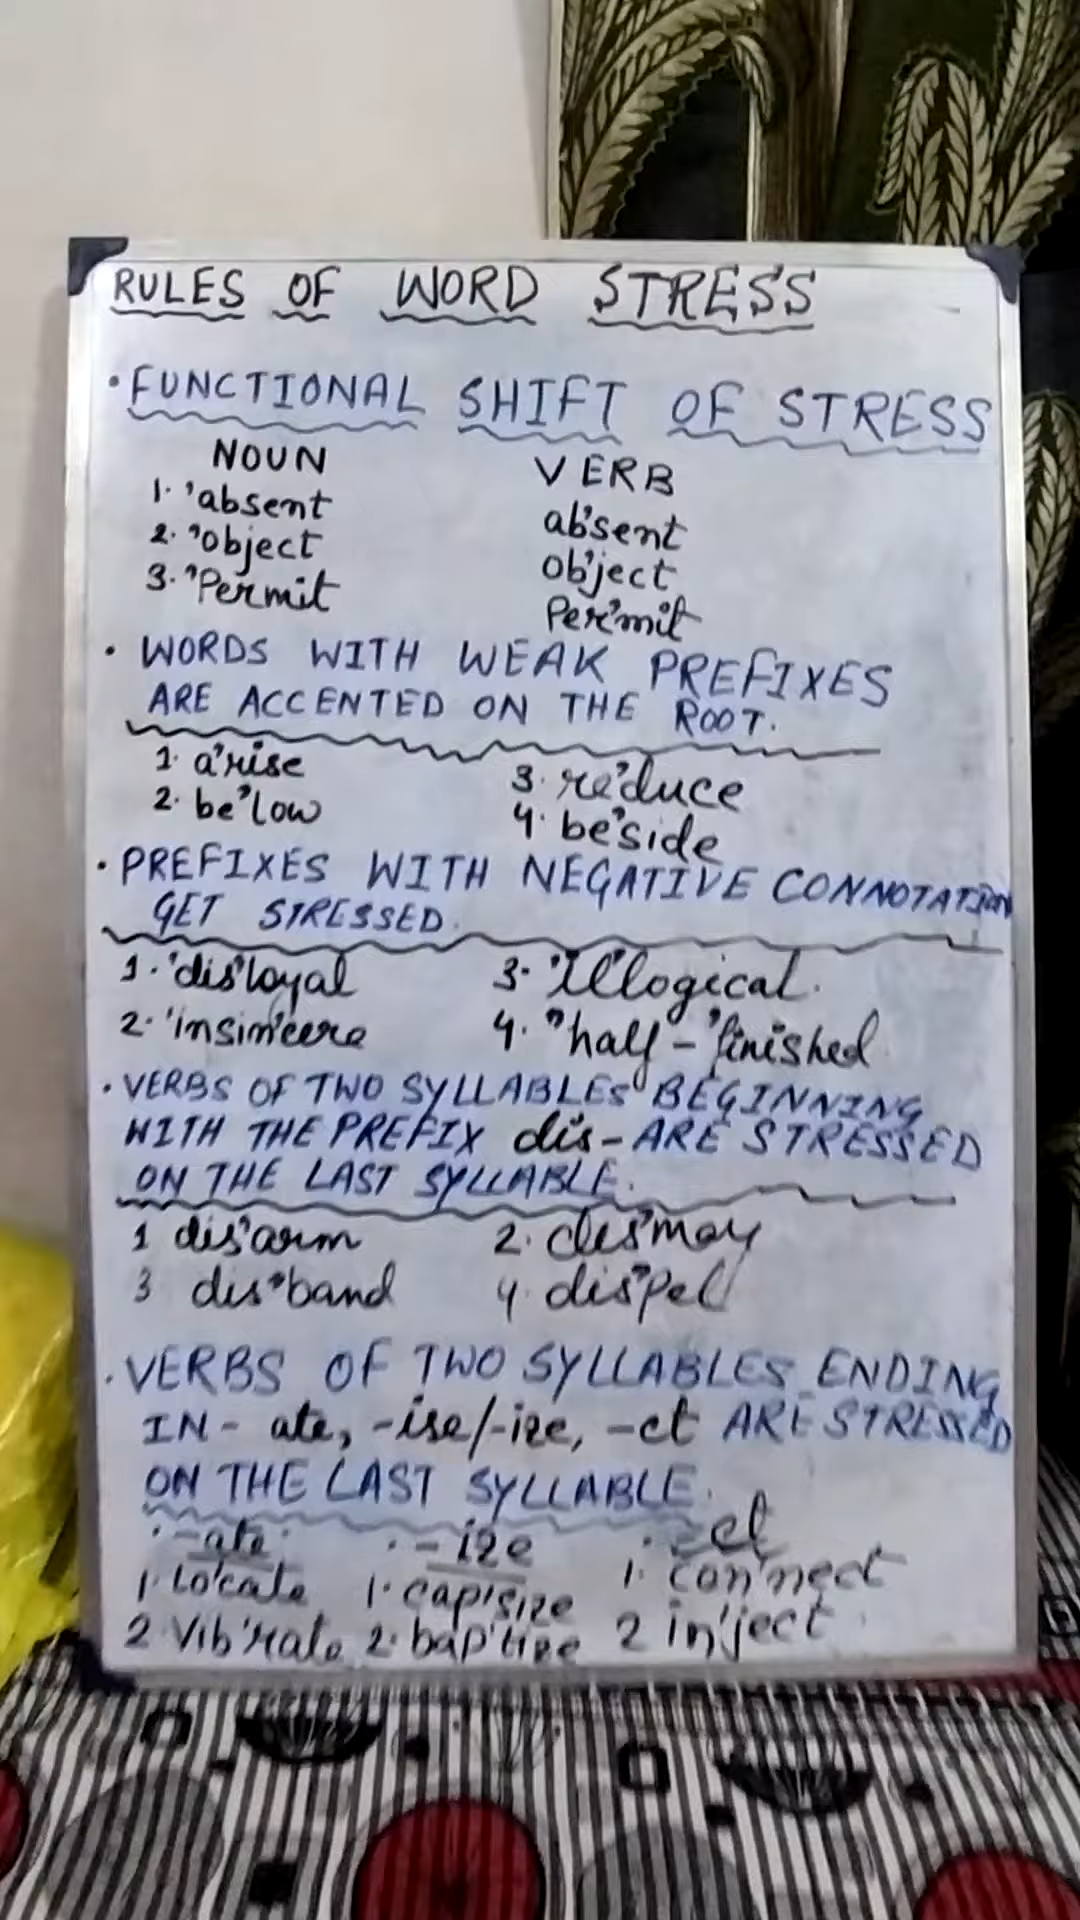 RULES OF WORD STRESS
• FUNCTIONAL SHIFT OF STRESS
NOUN VERB
1. 'absent ab'sent
2. 'object ob'ject
3. 'Permit Per'mit
• WORDS WITH WEAK PREFIXES
ARE ACCENTED ON THE ROOT.
1. a'rise 3. re'duce
2. be'low 4. be'side
• PREFIXES WITH NEGATIVE CONNOTATION
GET STRESSED.
1. 'dis'loyal 3. 'Il'logical.
2. 'insin'cere 4. 'half-'finished
• VERBS OF TWO SYLLABLES BEGINNING
WITH THE PREFIX dis- ARE STRESSED
ON THE LAST SYLLABLE.
1 dis'arm 2. dis'may
3 dis'band 4. dis'pel
• VERBS OF TWO SYLLABLES ENDING
IN - ate, -ise/-ize, -ct ARE STRESSED
ON THE LAST SYLLABLE.
• -ate • -ize • -ct
1. Lo'cate 1. cap'size 1. con'nect
2 Vib'rate 2. bap'tize 2 in'ject